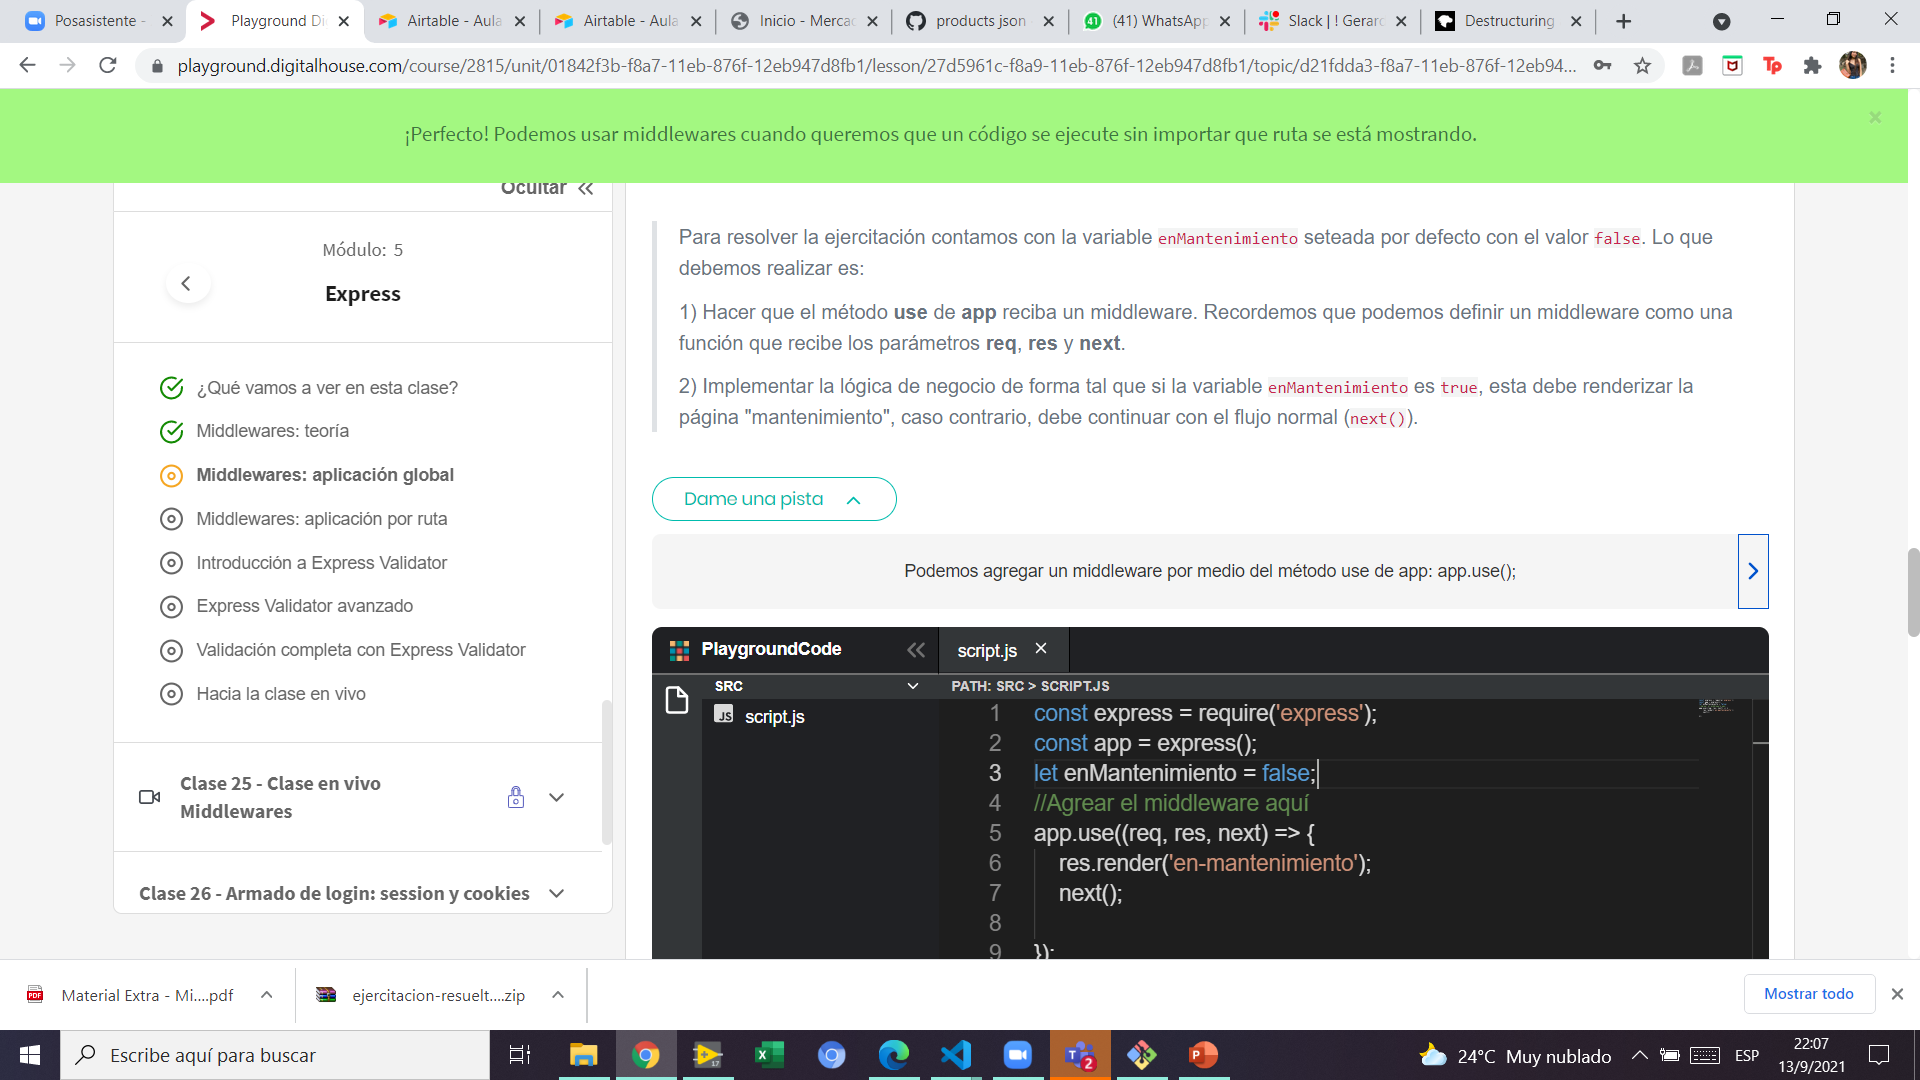 Posasistente -
Playground Di
Airtable - Aula
Airtable - Aula
Inicio - Merca
products json
41
(41) WhatsApp
Slack | ! Gerar
Destructuring
playground.digitalhouse.com/course/2815/unit/01842f3b-f8a7-11eb-876f-12eb947d8fb1/lesson/27d5961c-f8a9-11eb-876f-12eb947d8fb1/topic/d21fdda3-f8a7-11eb-876f-12eb94...
¡Perfecto! Podemos usar middlewares cuando queremos que un código se ejecute sin importar que ruta se está mostrando.
Ocultar
Módulo: 5
Express
¿Qué vamos a ver en esta clase?
Middlewares: teoría
Middlewares: aplicación global
Middlewares: aplicación por ruta
Introducción a Express Validator
Express Validator avanzado
Validación completa con Express Validator
Hacia la clase en vivo
Clase 25 - Clase en vivo
Middlewares
Clase 26 - Armado de login: session y cookies
Para resolver la ejercitación contamos con la variable enMantenimiento seteada por defecto con el valor false. Lo que
debemos realizar es:
1) Hacer que el método use de app reciba un middleware. Recordemos que podemos definir un middleware como una
función que recibe los parámetros req, res y next.
2) Implementar la lógica de negocio de forma tal que si la variable enMantenimiento es true, esta debe renderizar la
página "mantenimiento", caso contrario, debe continuar con el flujo normal (next()).
Dame una pista
Podemos agregar un middleware por medio del método use de app: app.use();
PlaygroundCode
script.js
SRC
PATH: SRC > SCRIPT.JS
JS script.js
1 const express = require('express');
2 const app = express();
3 let enMantenimiento = false;
4 //Agrear el middleware aquí
5 app.use((req, res, next) => {
6 res.render('en-mantenimiento');
7 next();
8
9 });
PDF
Material Extra - Mi....pdf
ejercitacion-resuelt....zip
Mostrar todo
Escribe aquí para buscar
24°C Muy nublado
ESP
22:07
13/9/2021